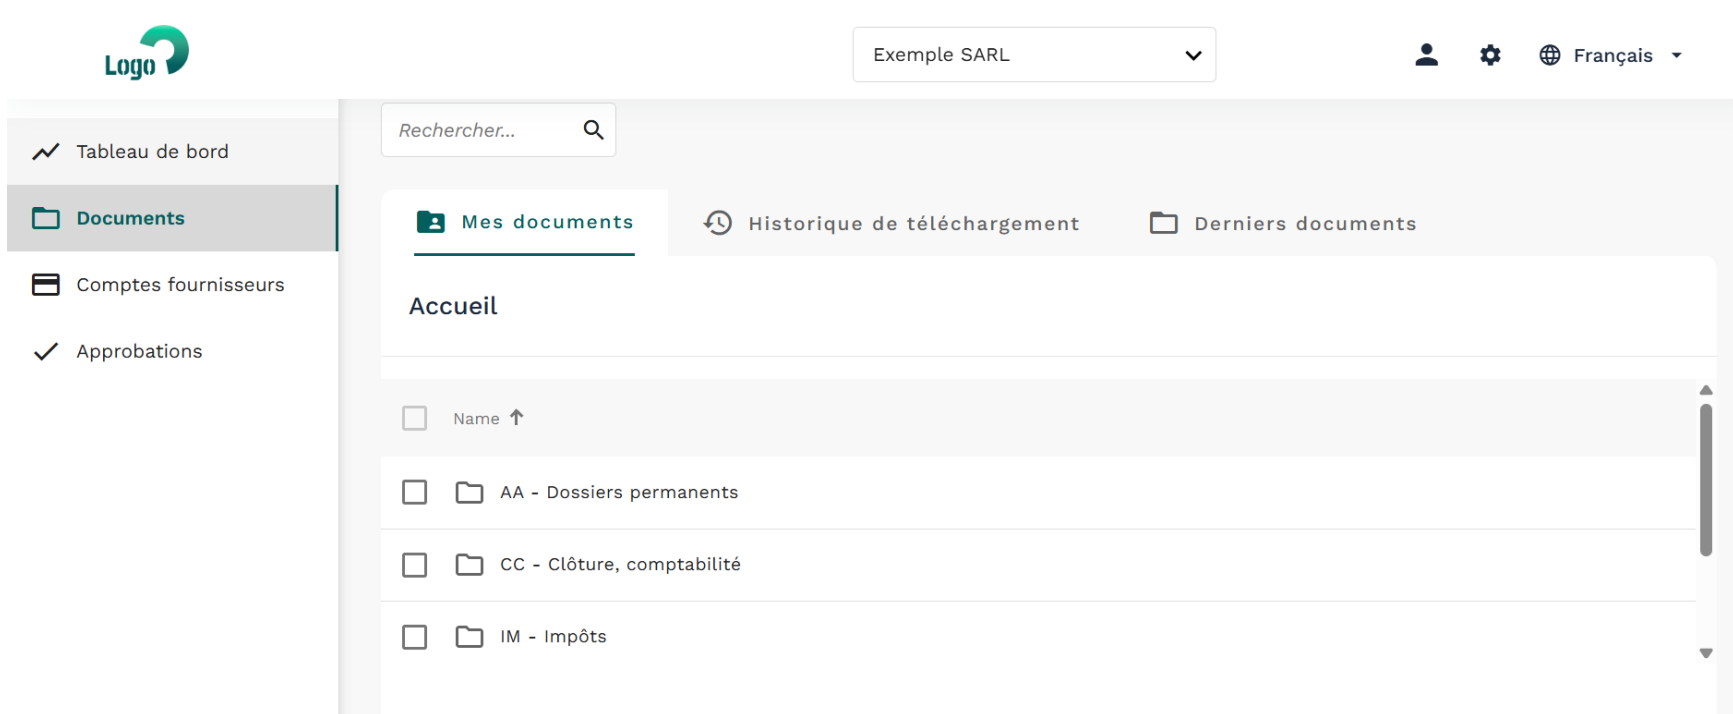 Logo
Exemple SARL
Français
Rechercher...
Tableau de bord
Documents
Comptes fournisseurs
Approbations
Mes documents
Historique de téléchargement
Derniers documents
Accueil
Name
AA - Dossiers permanents
CC - Clôture, comptabilité
IM - Impôts